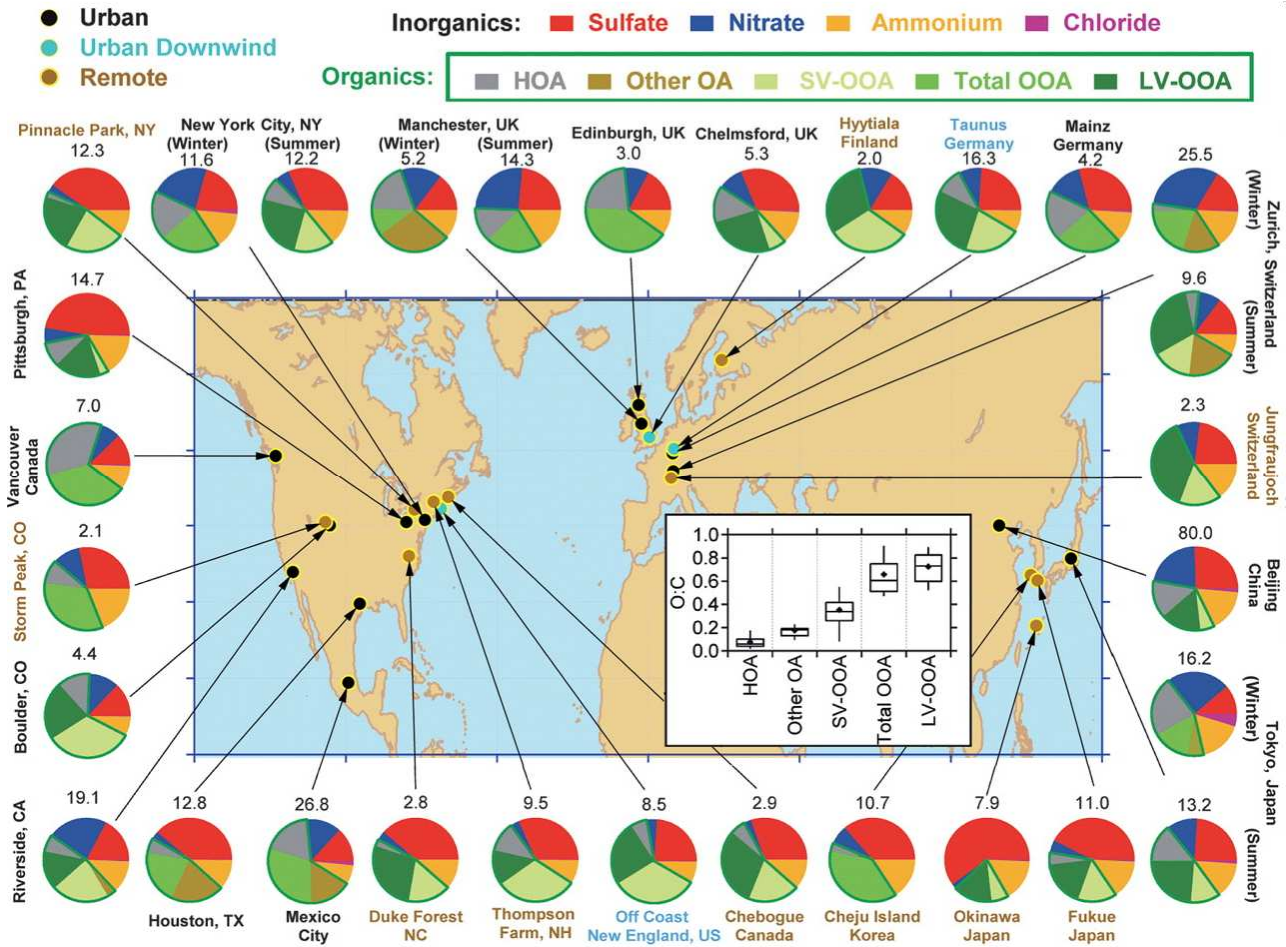 Urban
Urban Downwind
Remote
Inorganics: Sulfate Nitrate Ammonium Chloride
Organics: HOA Other OA SV-OOA Total OOA LV-OOA
Pinnacle Park, NY
12.3
New York City, NY
(Winter) (Summer)
11.6 12.2
Manchester, UK
(Winter) (Summer)
5.2 14.3
Edinburgh, UK
3.0
Chelmsford, UK
5.3
Hyytiala
Finland
2.0
Taunus
Germany
16.3
Mainz
Germany
4.2
25.5
(Winter)
Zurich, Switzerland
9.6
(Summer)
Pittsburgh, PA
14.7
Vancouver
Canada
7.0
Storm Peak, CO
2.1
Boulder, CO
4.4
Riverside, CA
19.1
Jungfraujoch
Switzerland
2.3
Beijing
China
80.0
16.2
(Winter)
Tokyo, Japan
13.2
(Summer)
O:C
1.0
0.8
0.6
0.4
0.2
0.0
HOA
Other OA
SV-OOA
Total OOA
LV-OOA
12.8
Houston, TX
26.8
Mexico
City
2.8
Duke Forest
NC
9.5
Thompson
Farm, NH
8.5
Off Coast
New England, US
2.9
Chebogue
Canada
10.7
Cheju Island
Korea
7.9
Okinawa
Japan
11.0
Fukue
Japan